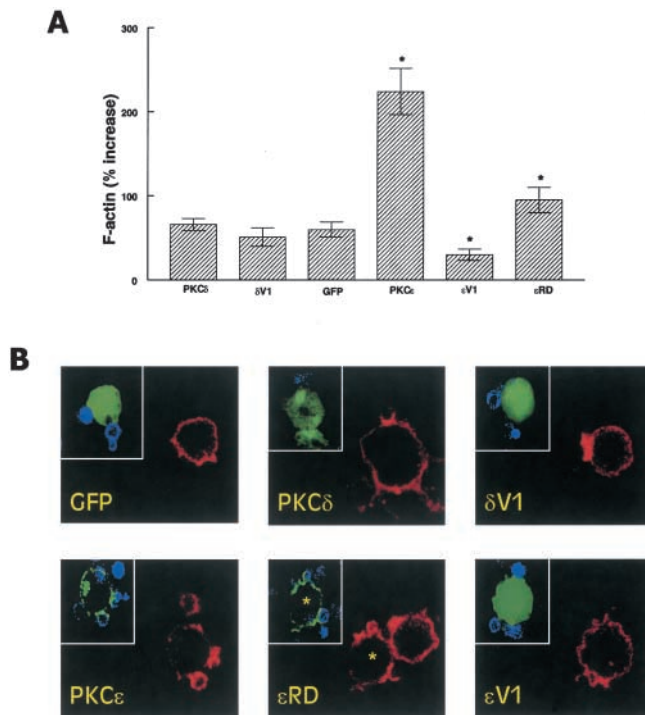 A
300
200
100
0
F-actin (% increase)
* * *
PKCδ δV1 GFP PKCε εV1 εRD
B
GFP PKCδ δV1
* *
PKCε εRD εV1